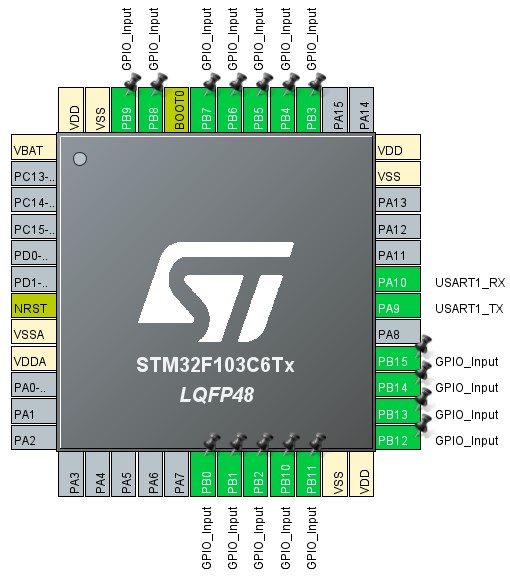 GPIO_Input
GPIO_Input
GPIO_Input
GPIO_Input
GPIO_Input
GPIO_Input
GPIO_Input
VDD
VSS
PB9
PB8
BOOT0
PB7
PB6
PB5
PB4
PB3
PA15
PA14
VBAT
PC13-..
PC14-..
PC15-..
PD0-..
PD1-..
NRST
VSSA
VDDA
PA0-..
PA1
PA2
ST
STM32F103C6Tx
LQFP48
VDD
VSS
PA13
PA12
PA11
PA10 USART1_RX
PA9 USART1_TX
PA8
PB15 GPIO_Input
PB14 GPIO_Input
PB13 GPIO_Input
PB12 GPIO_Input
PA3
PA4
PA5
PA6
PA7
PB0
PB1
PB2
PB10
PB11
VSS
VDD
GPIO_Input
GPIO_Input
GPIO_Input
GPIO_Input
GPIO_Input